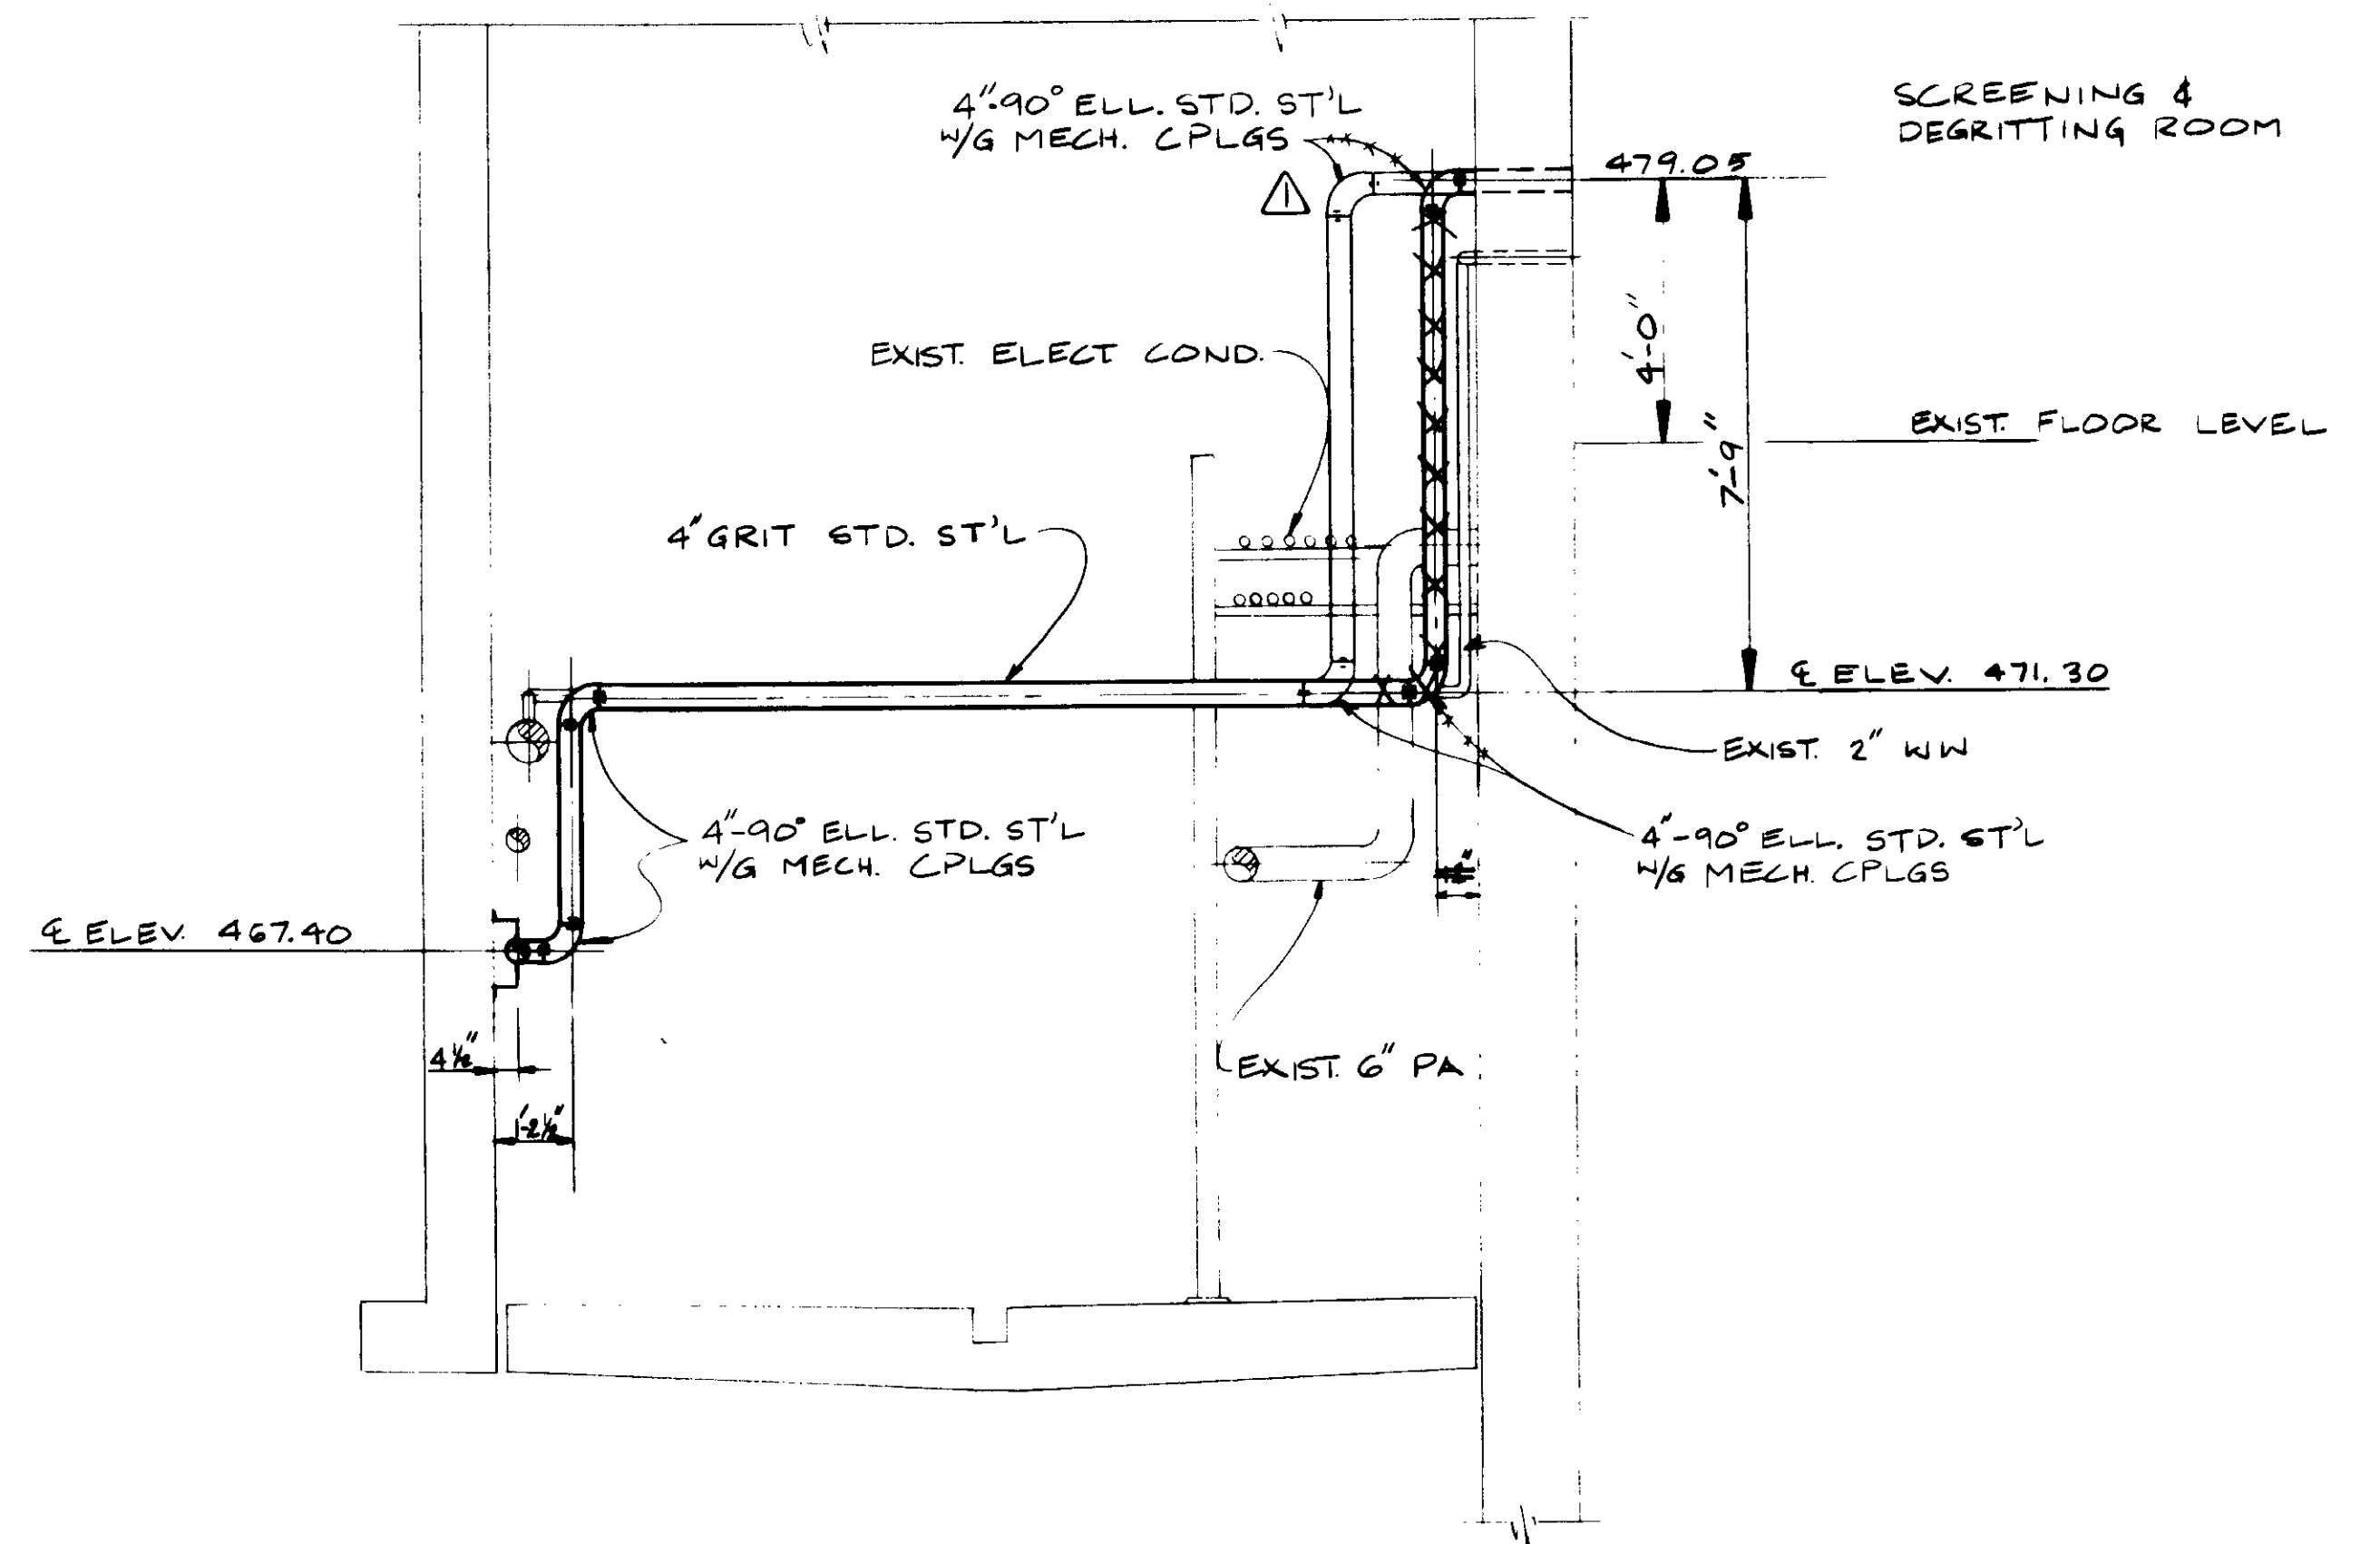 4"-90° ELL. STD. ST'L
W/G MECH. CPLGS
SCREENING &
DEGRITTING ROOM
479.05
1
EXIST. ELECT COND.
4'-0"
EXIST. FLOOR LEVEL
7'-9"
4" GRIT STD. ST'L
℄ ELEV. 471.30
EXIST. 2" WW
4"-90° ELL. STD. ST'L
W/G MECH. CPLGS
4"-90° ELL. STD. ST'L
W/G MECH. CPLGS
℄ ELEV. 467.40
4½"
EXIST. 6" PA
1'-2½"